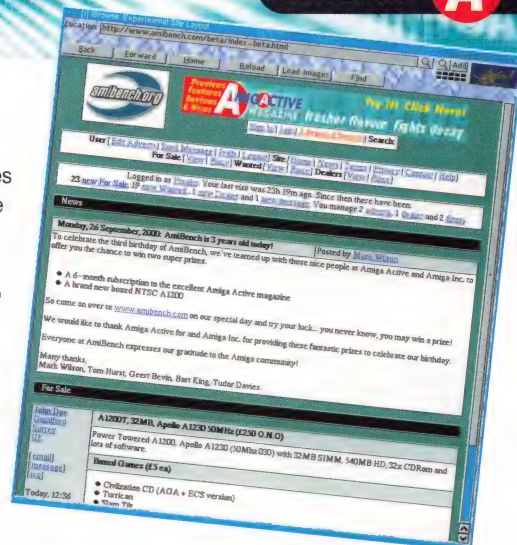 IBrowse: Experimental Site Layout
Location: http://www.amibench.com/beta/index-beta.html
Back Forward Home Reload Load Images Find
Add
amibench.org
Previous
Features
Reviews
& News
ACTIVE
MAGAZINE
Try it! Click Here!
fresher flavour, fights decay
Search:
User [ Edit Adverts | Send Message | Prefs | Logout ] Site [ Home | News | Terms | Privacy | Contact | Help ]
For Sale [ View | Place ] Wanted [ View | Place ] Dealers [ View | Place ]
Logged in as Your last visit was 23h 19m ago. Since then there have been:
23 new For Sale, 19 new Wanted, 1 new Dealer and 1 new message. You manage 2 adverts, 1 dealer and 2 filters
News
Monday, 26 September, 2000: AmiBench is 3 years old today!
Posted by Mark Wilson
To celebrate the third birthday of AmiBench, we've teamed up with those nice people at Amiga Active and Amiga Inc. to
offer you the chance to win two super prizes.
● A 6-month subscription to the excellent Amiga Active magazine
● A brand new boxed NTSC A1200
So come on over to www.amibench.com on our special day and try your luck... you never know, you may win a prize!
We would like to thank Amiga Active for and Amiga Inc. for providing these fantastic prizes to celebrate our birthday.
Everyone at AmiBench expresses our gratitude to the Amiga community!
Many thanks,
Mark Wilson, Tom Hurst, Geert Bevin, Bart King, Tudor Davies.
For Sale
John Doe
Guildford
Surrey
UK
[email]
[message]
[icq]
Today, 12:36
A1200T, 32MB, Apollo A1230 50MHz (£250 O.N.O)
Power Towered A1200, Apollo A1230 (50Mhz 030) with 32MB SIMM, 540MB HD, 32x CDRom and
lots of software.
Boxed Games (£5 ea)
● Civilization CD (AGA + ECS version)
● Turrican
● Slam Tilt